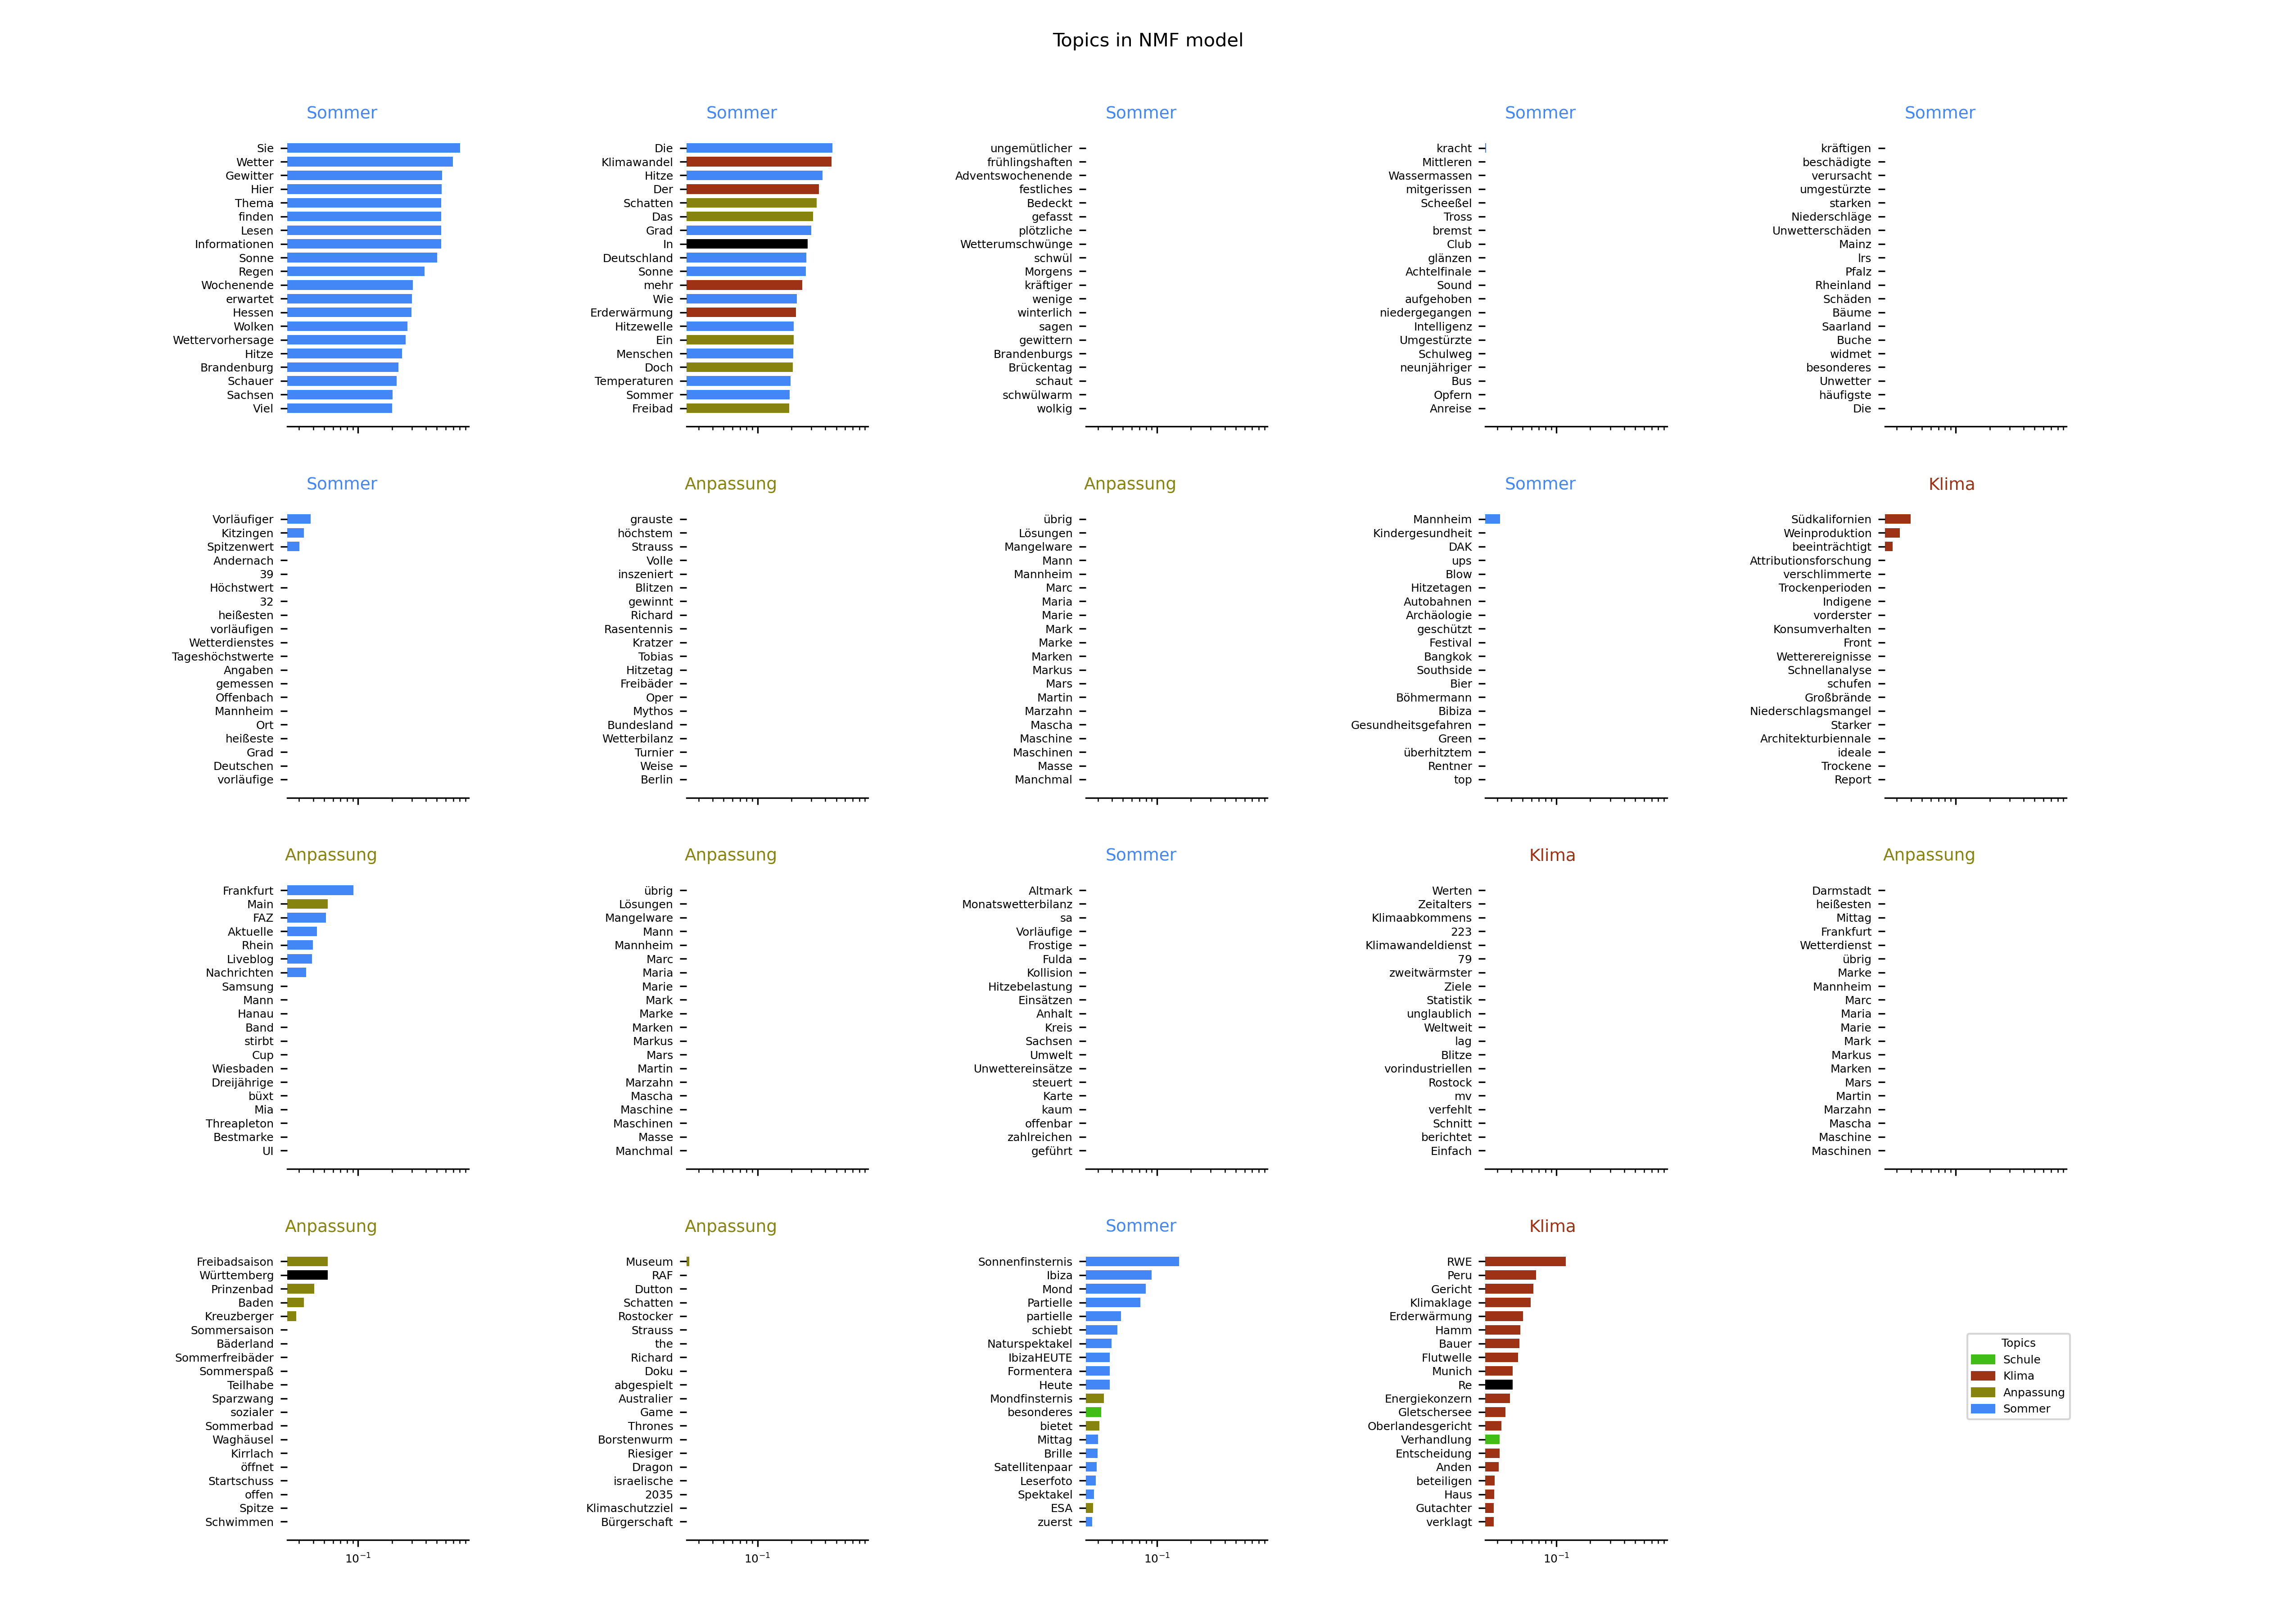 Topics in NMF model
Sommer
Sie
Wetter
Gewitter
Hier
Thema
finden
Lesen
Informationen
Sonne
Regen
Wochenende
erwartet
Hessen
Wolken
Wettervorhersage
Hitze
Brandenburg
Schauer
Sachsen
Viel
Sommer
Die
Klimawandel
Hitze
Der
Schatten
Das
Grad
In
Deutschland
Sonne
mehr
Wie
Erderwärmung
Hitzewelle
Ein
Menschen
Doch
Temperaturen
Sommer
Freibad
Sommer
ungemütlicher
frühlingshaften
Adventswochenende
festliches
Bedeckt
gefasst
plötzliche
Wetterumschwünge
schwül
Morgens
kräftiger
wenige
winterlich
sagen
gewittern
Brandenburgs
Brückentag
schaut
schwülwarm
wolkig
Sommer
kracht
Mittleren
Wassermassen
mitgerissen
Scheeßel
Tross
bremst
Club
glänzen
Achtelfinale
Sound
aufgehoben
niedergegangen
Intelligenz
Umgestürzte
Schulweg
neunjähriger
Bus
Opfern
Anreise
Sommer
kräftigen
beschädigte
verursacht
umgestürzte
starken
Niederschläge
Unwetterschäden
Mainz
lrs
Pfalz
Rheinland
Schäden
Bäume
Saarland
Buche
widmet
besonderes
Unwetter
häufigste
Die
Sommer
Vorläufiger
Kitzingen
Spitzenwert
Andernach
39
Höchstwert
32
heißesten
vorläufigen
Wetterdienstes
Tageshöchstwerte
Angaben
gemessen
Offenbach
Mannheim
Ort
heißeste
Grad
Deutschen
vorläufige
Anpassung
grauste
höchstem
Strauss
Volle
inszeniert
Blitzen
gewinnt
Richard
Rasentennis
Kratzer
Tobias
Hitzetag
Freibäder
Oper
Mythos
Bundesland
Wetterbilanz
Turnier
Weise
Berlin
Anpassung
übrig
Lösungen
Mangelware
Mann
Mannheim
Marc
Maria
Marie
Mark
Marke
Marken
Markus
Mars
Martin
Marzahn
Mascha
Maschine
Maschinen
Masse
Manchmal
Sommer
Mannheim
Kindergesundheit
DAK
ups
Blow
Hitzetagen
Autobahnen
Archäologie
geschützt
Festival
Bangkok
Southside
Bier
Böhmermann
Bibiza
Gesundheitsgefahren
Green
überhitztem
Rentner
top
Klima
Südkalifornien
Weinproduktion
beeinträchtigt
Attributionsforschung
verschlimmerte
Trockenperioden
Indigene
vorderster
Konsumverhalten
Front
Wetterereignisse
Schnellanalyse
schufen
Großbrände
Niederschlagsmangel
Starker
Architekturbiennale
ideale
Trockene
Report
Anpassung
Frankfurt
Main
FAZ
Aktuelle
Rhein
Liveblog
Nachrichten
Samsung
Mann
Hanau
Band
stirbt
Cup
Wiesbaden
Dreijährige
büxt
Mia
Threapleton
Bestmarke
UI
Anpassung
übrig
Lösungen
Mangelware
Mann
Mannheim
Marc
Maria
Marie
Mark
Marke
Marken
Markus
Mars
Martin
Marzahn
Mascha
Maschine
Maschinen
Masse
Manchmal
Sommer
Altmark
Monatswetterbilanz
sa
Vorläufige
Frostige
Fulda
Kollision
Hitzebelastung
Einsätzen
Anhalt
Kreis
Sachsen
Umwelt
Unwettereinsätze
steuert
Karte
kaum
offenbar
zahlreichen
geführt
Klima
Werten
Zeitalters
Klimaabkommens
223
Klimawandeldienst
79
zweitwärmster
Ziele
Statistik
unglaublich
Weltweit
lag
Blitze
vorindustriellen
Rostock
mv
verfehlt
Schnitt
berichtet
Einfach
Anpassung
Darmstadt
heißesten
Mittag
Frankfurt
Wetterdienst
übrig
Marke
Mannheim
Marc
Maria
Marie
Mark
Markus
Marken
Mars
Martin
Marzahn
Mascha
Maschine
Maschinen
Anpassung
Freibadsaison
Württemberg
Prinzenbad
Baden
Kreuzberger
Sommersaison
Bäderland
Sommerfreibäder
Sommerspaß
Teilhabe
Sparzwang
sozialer
Sommerbad
Waghäusel
Kirrlach
öffnet
Startschuss
offen
Spitze
Schwimmen
10⁻¹
Anpassung
Museum
RAF
Dutton
Schatten
Rostocker
Strauss
the
Richard
Doku
abgespielt
Australier
Game
Thrones
Borstenwurm
Riesiger
Dragon
israelische
2035
Klimaschutzziel
Bürgerschaft
10⁻¹
Sommer
Sonnenfinsternis
Ibiza
Mond
Partielle
partielle
schiebt
Naturspektakel
IbizaHEUTE
Formentera
Heute
Mondfinsternis
besonderes
bietet
Mittag
Brille
Satellitenpaar
Leserfoto
Spektakel
ESA
zuerst
10⁻¹
Klima
RWE
Peru
Gericht
Klimaklage
Erderwärmung
Hamm
Bauer
Flutwelle
Munich
Re
Energiekonzern
Gletschersee
Oberlandesgericht
Verhandlung
Entscheidung
Anden
beteiligen
Haus
Gutachter
verklagt
10⁻¹
Topics
Schule
Klima
Anpassung
Sommer